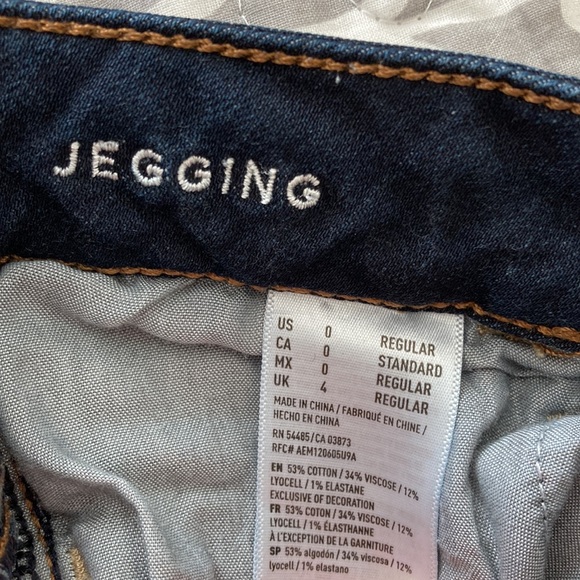 JEGGING
US 0 REGULAR
CA 0 STANDARD
MX 0 REGULAR
UK 4 REGULAR
MADE IN CHINA / FABRIQUÉ EN CHINE /
HECHO EN CHINA
RN 54485/CA 03873
RFC# AEM120605U9A
EN 53% COTTON / 34% VISCOSE / 12%
LYOCELL / 1% ELASTANE
EXCLUSIVE OF DECORATION
FR 53% COTON / 34% VISCOSE / 12%
LYOCELL / 1% ÉLASTHANNE
À L'EXCEPTION DE LA GARNITURE
SP 53% algodón / 34% viscosa / 12%
lyocell / 1% elastano